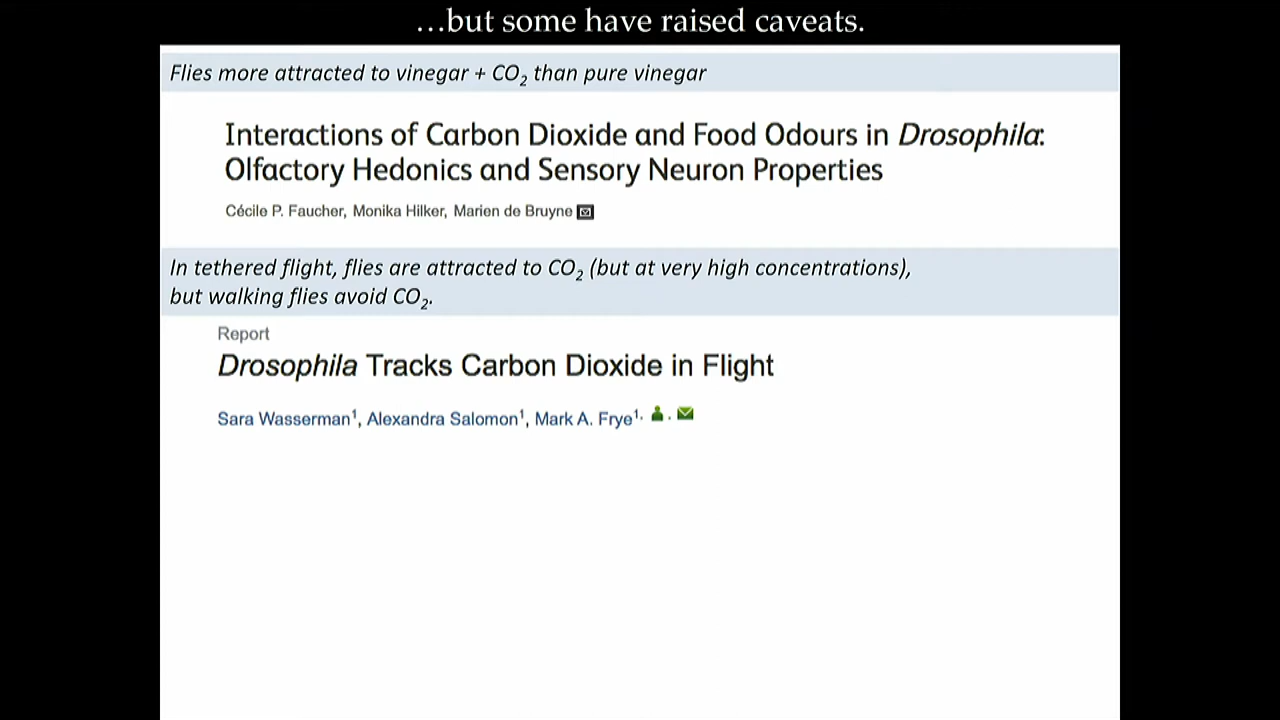 …but some have raised caveats.
Flies more attracted to vinegar + CO₂ than pure vinegar
Interactions of Carbon Dioxide and Food Odours in Drosophila:
Olfactory Hedonics and Sensory Neuron Properties
Cécile P. Faucher, Monika Hilker, Marien de Bruyne
In tethered flight, flies are attracted to CO₂ (but at very high concentrations),
but walking flies avoid CO₂.
Report
Drosophila Tracks Carbon Dioxide in Flight
Sara Wasserman¹, Alexandra Salomon¹, Mark A. Frye¹· ·